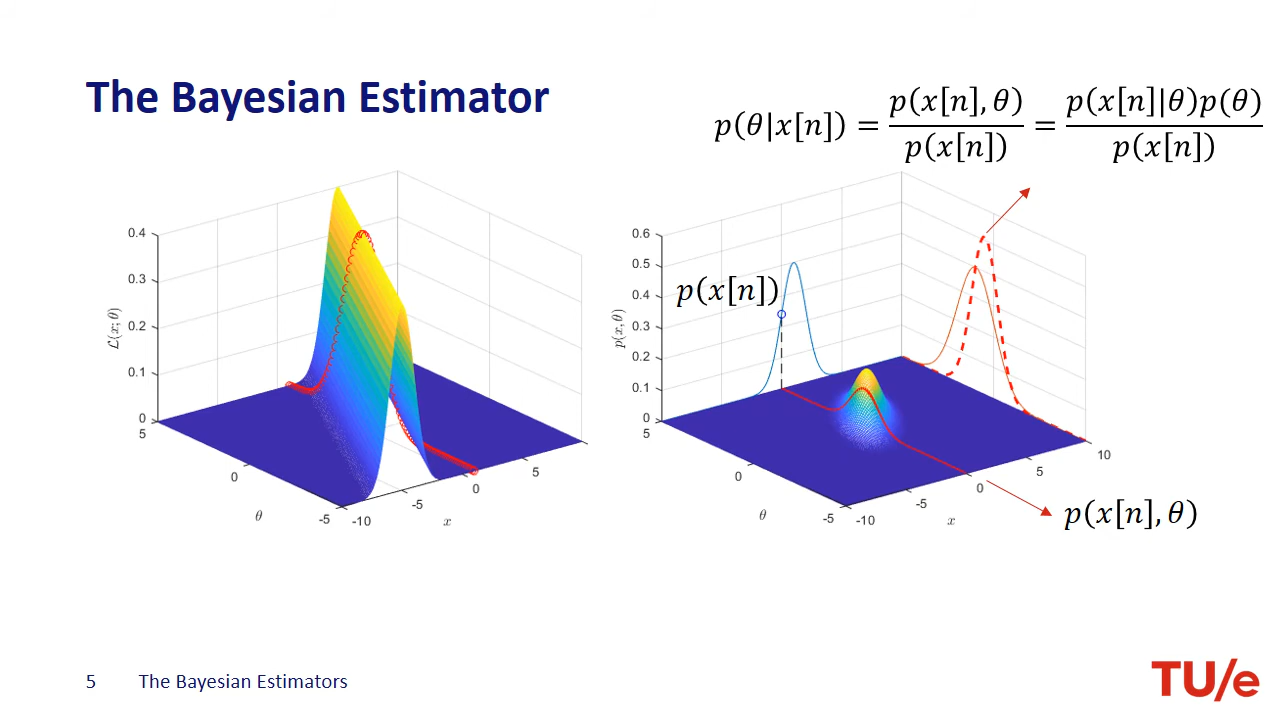 The Bayesian Estimator
p(θ|x[n]) = p(x[n], θ) / p(x[n]) = p(x[n]|θ)p(θ) / p(x[n])
0.4
0.3
0.2
0.1
0
ℒ(x; θ)
5
0
-5
θ
-10
-5
0
5
x
0.6
0.5
0.4
0.3
0.2
0.1
0
p(x, θ)
5
0
-5
θ
-10
-5
0
5
10
x
p(x[n])
p(x[n], θ)
5 The Bayesian Estimators
TU/e